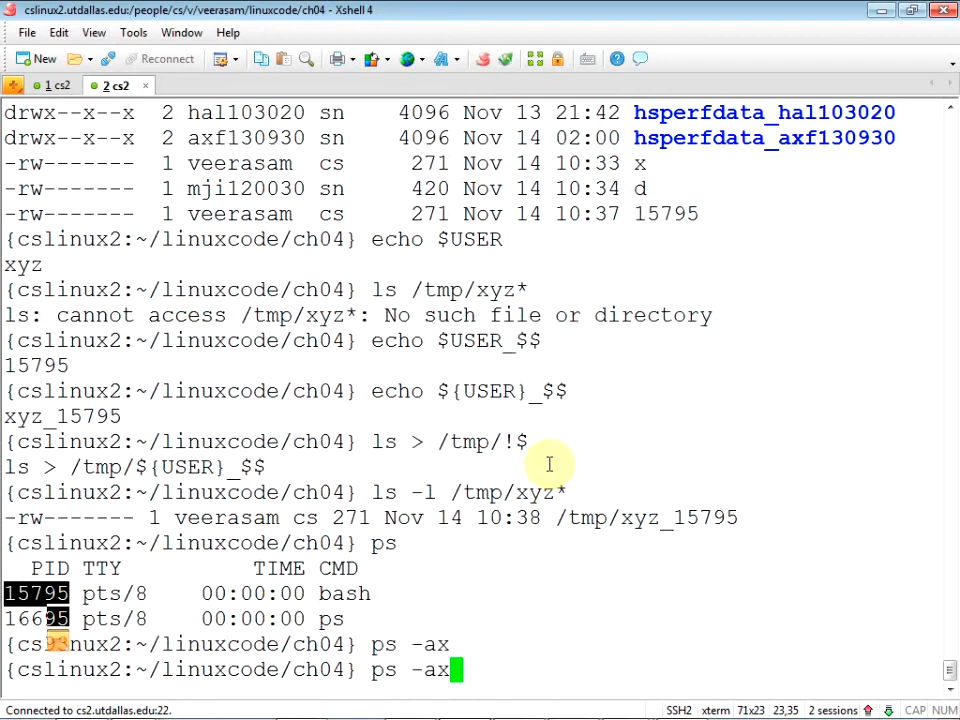 cslinux2.utdallas.edu:/people/cs/v/veerasam/linuxcode/ch04] - Xshell 4
File Edit View Tools Window Help
New Reconnect
1 cs2 2 cs2 ×
drwx--x--x 2 hal103020 sn 4096 Nov 13 21:42 hsperfdata_hal103020
drwx--x--x 2 axf130930 sn 4096 Nov 14 02:00 hsperfdata_axf130930
-rw------- 1 veerasam cs 271 Nov 14 10:33 x
-rw------- 1 mji120030 sn 420 Nov 14 10:34 d
-rw------- 1 veerasam cs 271 Nov 14 10:37 15795
{cslinux2:~/linuxcode/ch04} echo $USER
xyz
{cslinux2:~/linuxcode/ch04} ls /tmp/xyz*
ls: cannot access /tmp/xyz*: No such file or directory
{cslinux2:~/linuxcode/ch04} echo $USER_$$
15795
{cslinux2:~/linuxcode/ch04} echo ${USER}_$$
xyz_15795
{cslinux2:~/linuxcode/ch04} ls > /tmp/!$
ls > /tmp/${USER}_$$
{cslinux2:~/linuxcode/ch04} ls -l /tmp/xyz*
-rw------- 1 veerasam cs 271 Nov 14 10:38 /tmp/xyz_15795
{cslinux2:~/linuxcode/ch04} ps
PID TTY TIME CMD
15795 pts/8 00:00:00 bash
16695 pts/8 00:00:00 ps
{cslinux2:~/linuxcode/ch04} ps -ax
{cslinux2:~/linuxcode/ch04} ps -ax
Connected to cs2.utdallas.edu:22. SSH2 xterm 71x23 23,35 2 sessions CAP NUM